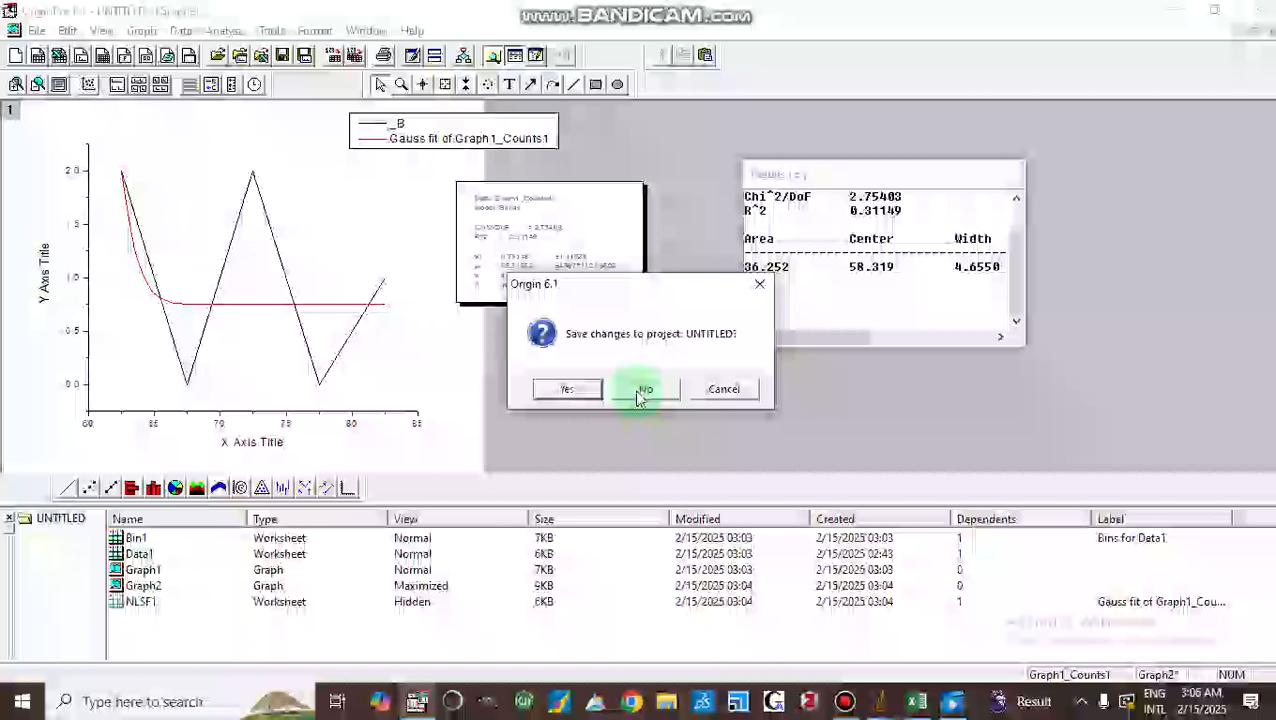 www.BANDICAM.com
File Edit View Graph Data Analysis Tools Format Window Help
1
_B
Gauss fit of Graph1_Counts1
2.0
1.5
1.0
0.5
0.0
Y Axis Title
60 65 70 75 80 85
X Axis Title
Chi^2/DoF 2.75403
R^2 0.31149
Area Center Width
36.252 58.319 4.6550
Origin 6.1
Save changes to project: UNTITLED?
Yes No Cancel
UNTITLED
Name Type View Size Modified Created Dependents Label
Bin1 Worksheet Normal 7KB 2/15/2025 03:03 2/15/2025 03:03 1 Bins for Data1
Data1 Worksheet Normal 6KB 2/15/2025 03:03 2/15/2025 02:43 1
Graph1 Graph Normal 7KB 2/15/2025 03:03 2/15/2025 03:03 0
Graph2 Graph Maximized 9KB 2/15/2025 03:04 2/15/2025 03:04 0
NLSF1 Worksheet Hidden 6KB 2/15/2025 03:04 2/15/2025 03:04 1 Gauss fit of Graph1_Cou...
Graph1_Counts1 Graph2* NUM
Type here to search
Result
ENG 3:06 AM
INTL 2/15/2025